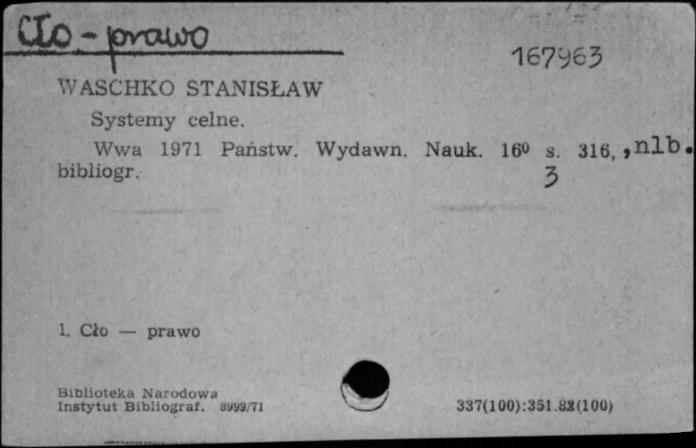 Cło - prawo
167963
WASCHKO STANISŁAW
Systemy celne.
Wwa 1971 Państw. Wydawn. Nauk. 16⁰ s. 316, , nlb.
bibliogr. 3
1. Cło — prawo
Biblioteka Narodowa
Instytut Bibliograf. 8999/71 337(100):351.82(100)